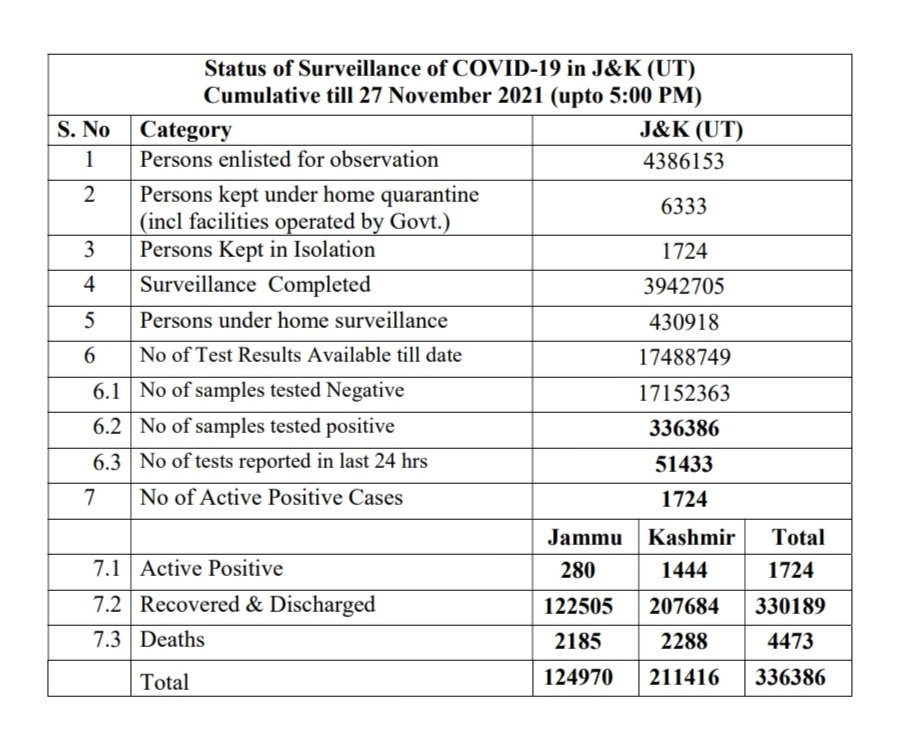 Status of Surveillance of COVID-19 in J&K (UT)
Cumulative till 27 November 2021 (upto 5:00 PM)
S. No Category J&K (UT)
1 Persons enlisted for observation 4386153
2 Persons kept under home quarantine
(incl facilities operated by Govt.) 6333
3 Persons Kept in Isolation 1724
4 Surveillance Completed 3942705
5 Persons under home surveillance 430918
6 No of Test Results Available till date 17488749
6.1 No of samples tested Negative 17152363
6.2 No of samples tested positive 336386
6.3 No of tests reported in last 24 hrs 51433
7 No of Active Positive Cases 1724
Jammu Kashmir Total
7.1 Active Positive 280 1444 1724
7.2 Recovered & Discharged 122505 207684 330189
7.3 Deaths 2185 2288 4473
Total 124970 211416 336386